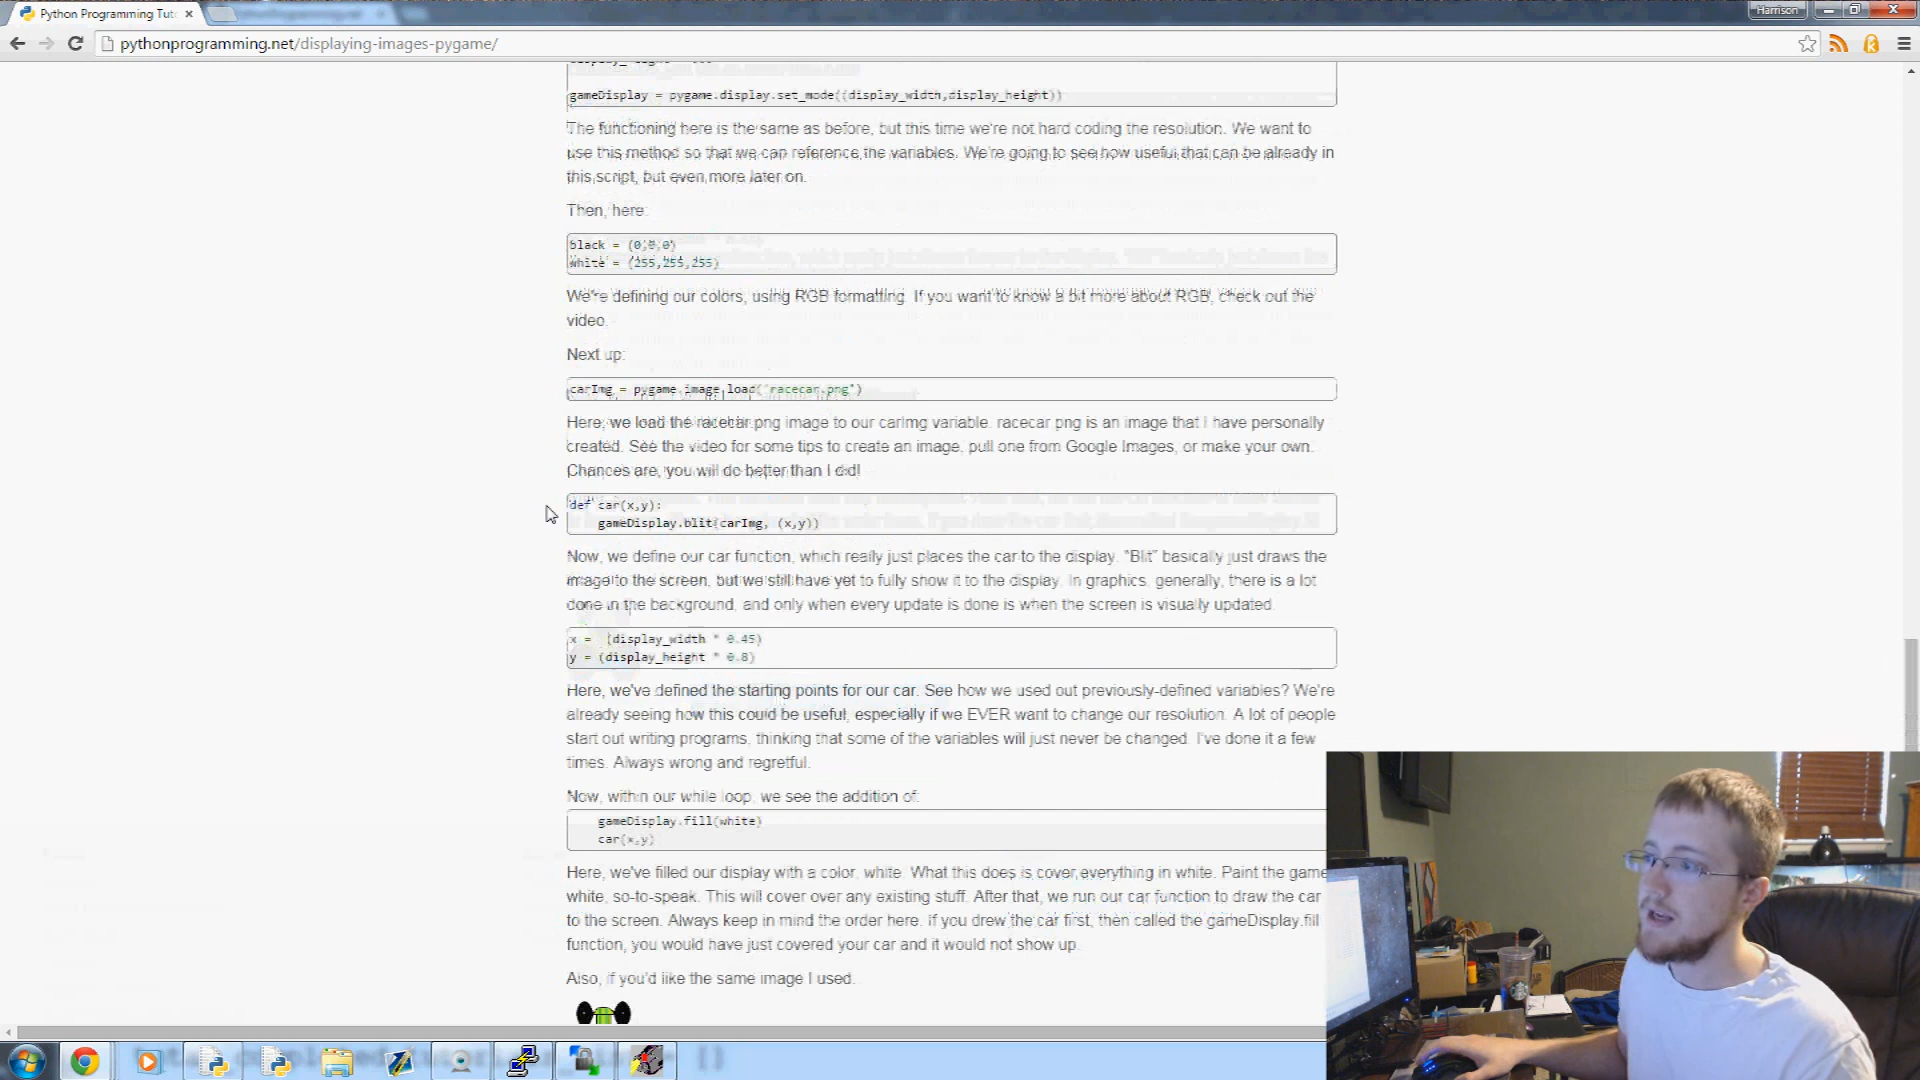 Python Programming Tut
Harrison
pythonprogramming.net/displaying-images-pygame/
gameDisplay = pygame.display.set_mode((display_width,display_height))
The functioning here is the same as before, but this time we're not hard coding the resolution. We want to
use this method so that we can reference the variables. We're going to see how useful that can be already in
this script, but even more later on.
Then, here:
black = (0,0,0)
white = (255,255,255)
We're defining our colors, using RGB formatting. If you want to know a bit more about RGB, check out the
video.
Next up:
carImg = pygame.image.load('racecar.png')
Here, we load the racecar.png image to our carImg variable. racecar.png is an image that I have personally
created. See the video for some tips to create an image, pull one from Google Images, or make your own.
Chances are, you will do better than I did!
def car(x,y):
gameDisplay.blit(carImg, (x,y))
Now, we define our car function, which really just places the car to the display. "Blit" basically just draws the
image to the screen, but we still have yet to fully show it to the display. In graphics, generally, there is a lot
done in the background, and only when every update is done is when the screen is visually updated.
x = (display_width * 0.45)
y = (display_height * 0.8)
Here, we've defined the starting points for our car. See how we used out previously-defined variables? We're
already seeing how this could be useful, especially if we EVER want to change our resolution. A lot of people
start out writing programs, thinking that some of the variables will just never be changed. I've done it a few
times. Always wrong and regretful.
Now, within our while loop, we see the addition of:
gameDisplay.fill(white)
car(x,y)
Here, we've filled our display with a color, white. What this does is cover everything in white. Paint the game
white, so-to-speak. This will cover over any existing stuff. After that, we run our car function to draw the car
to the screen. Always keep in mind the order here. if you drew the car first, then called the gameDisplay.fill
function, you would have just covered your car and it would not show up.
Also, if you'd like the same image I used: